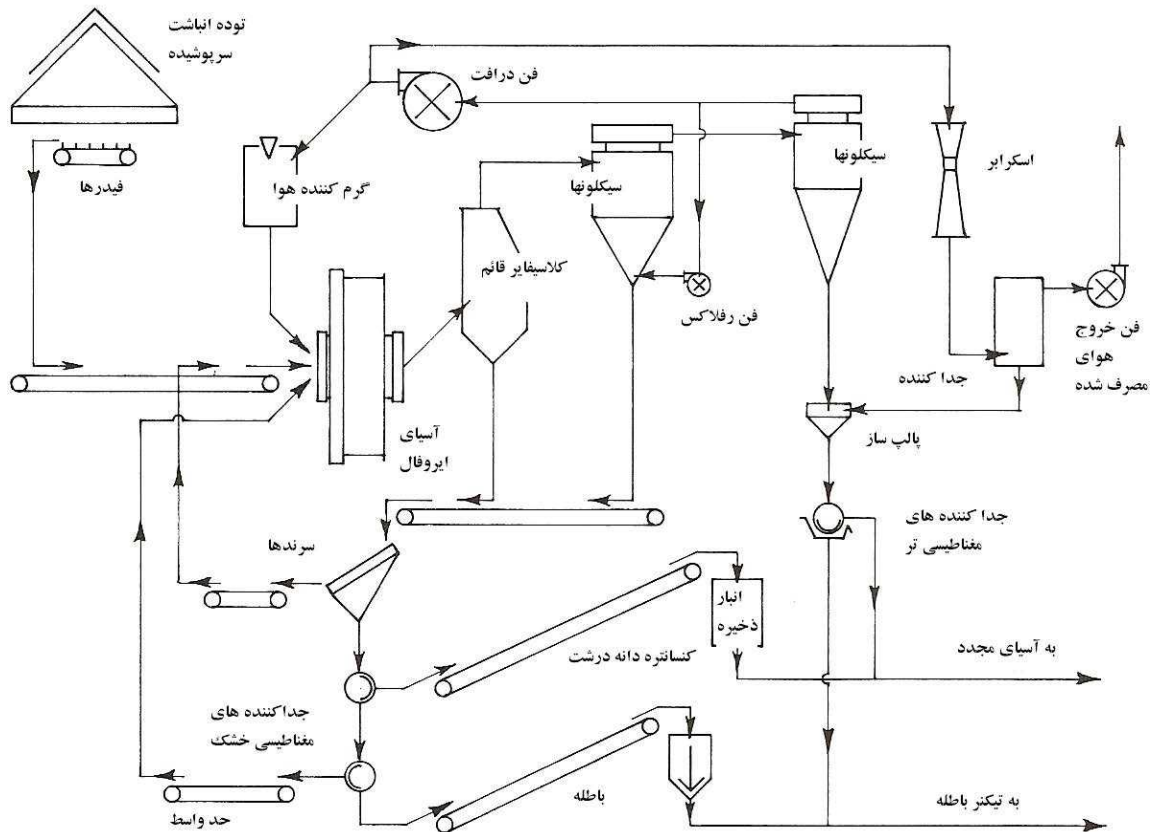 توده انباشت
سرپوشیده
فن درافت
سیکلونها
اسکرابر
فیدرها
گرم کننده هوا
سیکلونها
کلاسیفایر قائم
فن رفلاکس
فن خروج
هوای
مصرف شده
جدا کننده
آسیای
ایروفال
پالپ ساز
جدا کننده های
مغناطیسی تر
سرندها
انبار
ذخیره
کنسانتره دانه درشت
به آسیای مجدد
جداکننده های
مغناطیسی خشک
حد واسط
باطله
به تیکنر باطله